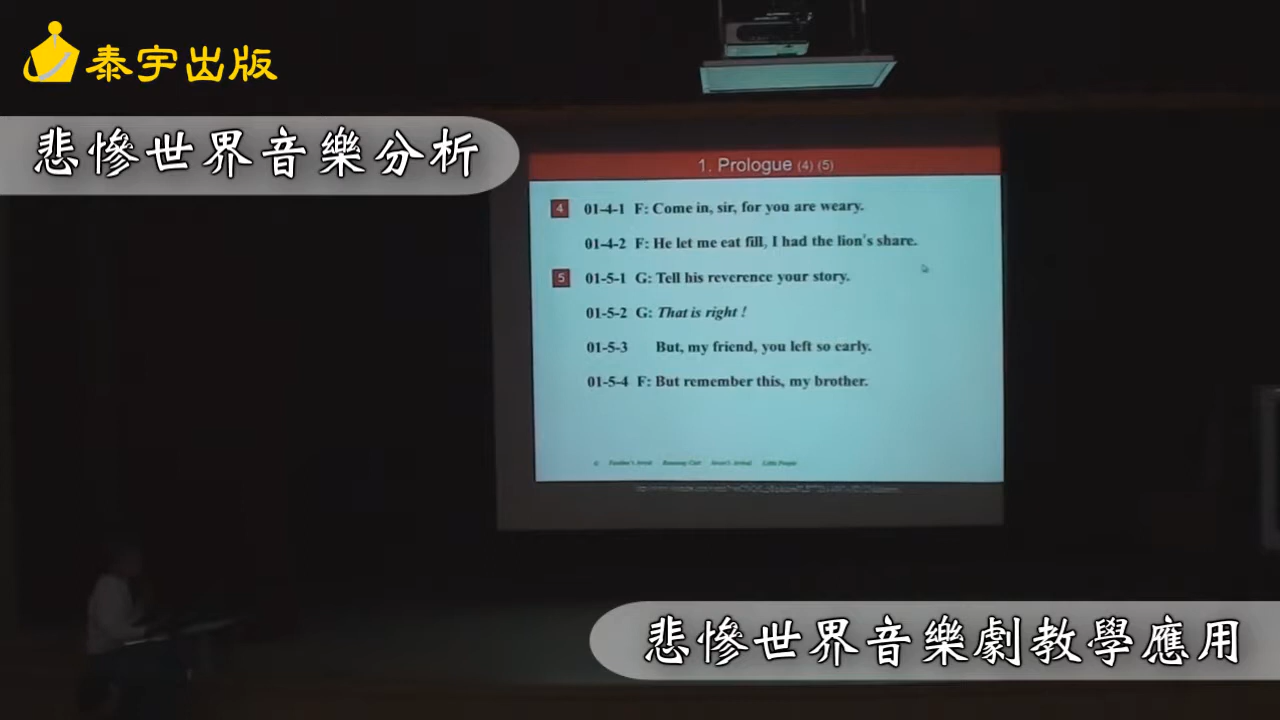 泰宇出版
悲慘世界音樂分析
1. Prologue (4) (5)
4 01-4-1 F: Come in, sir, for you are weary.
01-4-2 F: He let me eat fill, I had the lion's share.
5 01-5-1 G: Tell his reverence your story.
01-5-2 G: That is right !
01-5-3 But, my friend, you left so early.
01-5-4 F: But remember this, my brother.
悲慘世界音樂劇教學應用